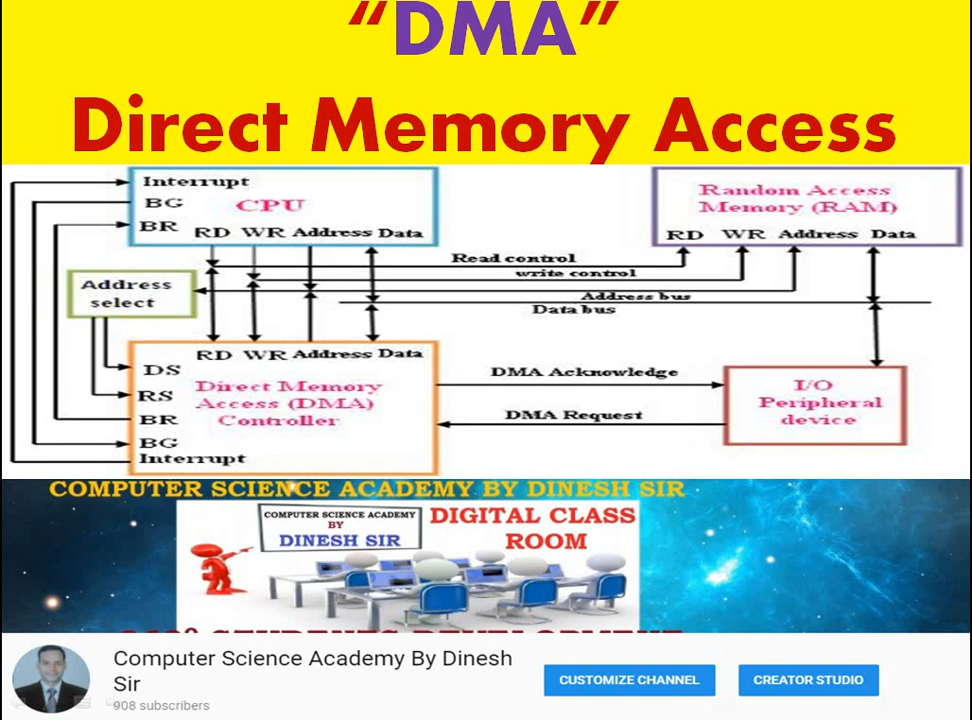 “DMA”
Direct Memory Access
Interrupt
BG
CPU
BR
RD WR Address Data
Random Access
Memory (RAM)
RD WR Address Data
Read control
write control
Address
select
Address bus
Data bus
RD WR Address Data
DS
RS
BR
BG
Interrupt
Direct Memory
Access (DMA)
Controller
DMA Acknowledge
DMA Request
I/O
Peripheral
device
COMPUTER SCIENCE ACADEMY BY DINESH SIR
COMPUTER SCIENCE ACADEMY
BY
DINESH SIR
DIGITAL CLASS
ROOM
STUDENTS DEVELOPMENT
Computer Science Academy By Dinesh
Sir
908 subscribers
CUSTOMIZE CHANNEL
CREATOR STUDIO